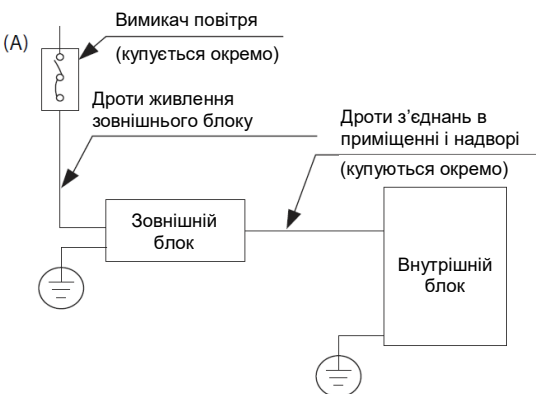 (A)
Вимикач повітря
(купується окремо)
Дроти живлення
зовнішнього блоку
Дроти з’єднань в
приміщенні і надворі
(купуються окремо)
Зовнішній
блок
Внутрішній
блок